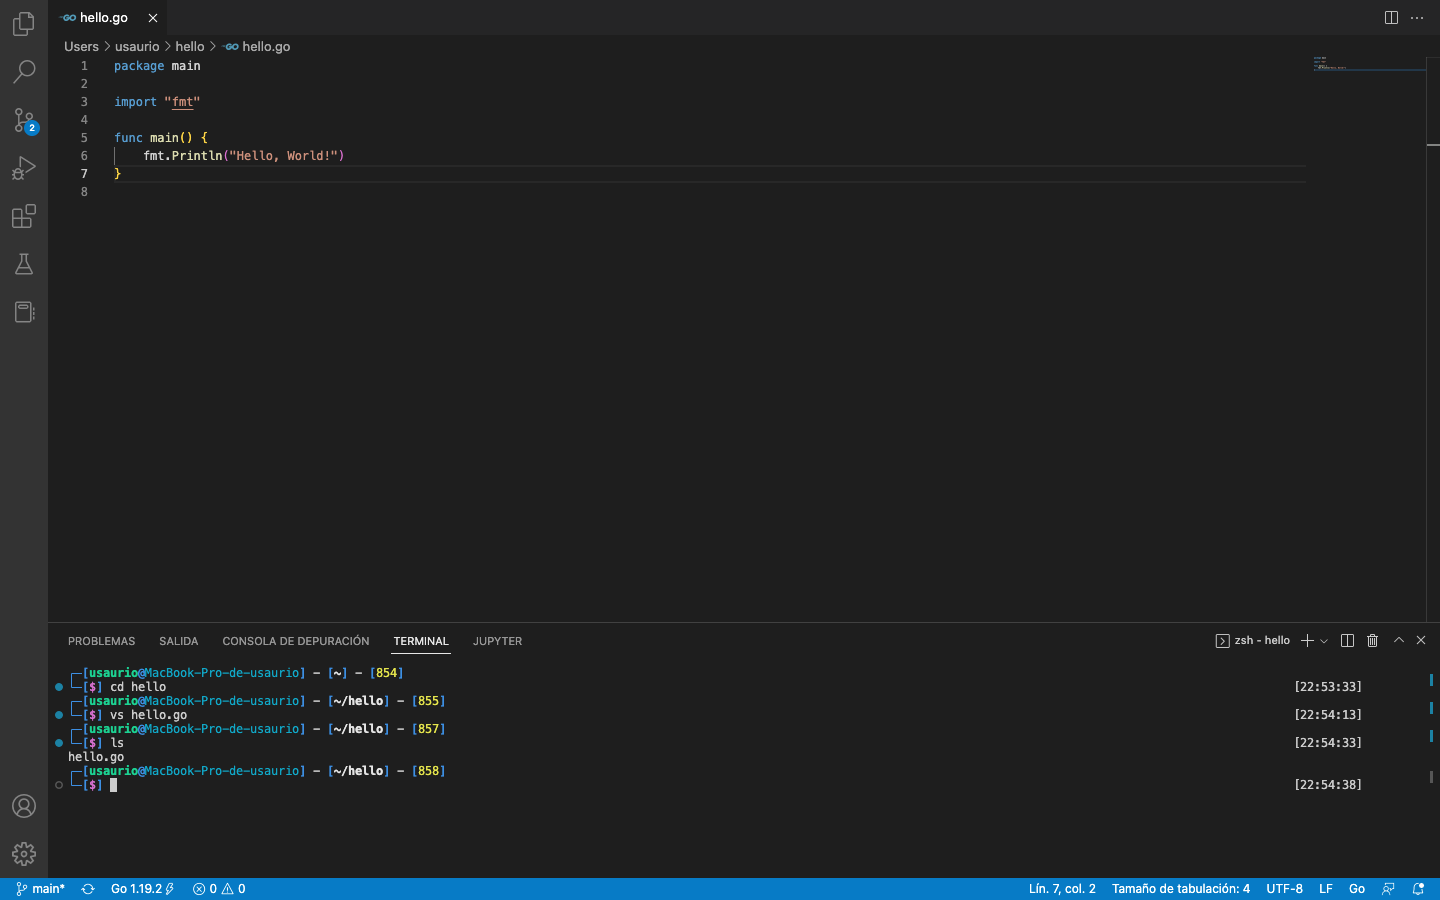 GO hello.go
Users > usaurio > hello > GO hello.go
1 package main
2
3 import "fmt"
4
5 func main() {
6     fmt.Println("Hello, World!")
7 }
8
2
PROBLEMAS SALIDA CONSOLA DE DEPURACIÓN TERMINAL JUPYTER zsh - hello
[usaurio@MacBook-Pro-de-usaurio] - [~] - [854]
[$] cd hello [22:53:33]
[usaurio@MacBook-Pro-de-usaurio] - [~/hello] - [855]
[$] vs hello.go [22:54:13]
[usaurio@MacBook-Pro-de-usaurio] - [~/hello] - [857]
[$] ls [22:54:33]
hello.go
[usaurio@MacBook-Pro-de-usaurio] - [~/hello] - [858]
[$] [22:54:38]
main* Go 1.19.2 0 0 Lín. 7, col. 2 Tamaño de tabulación: 4 UTF-8 LF Go